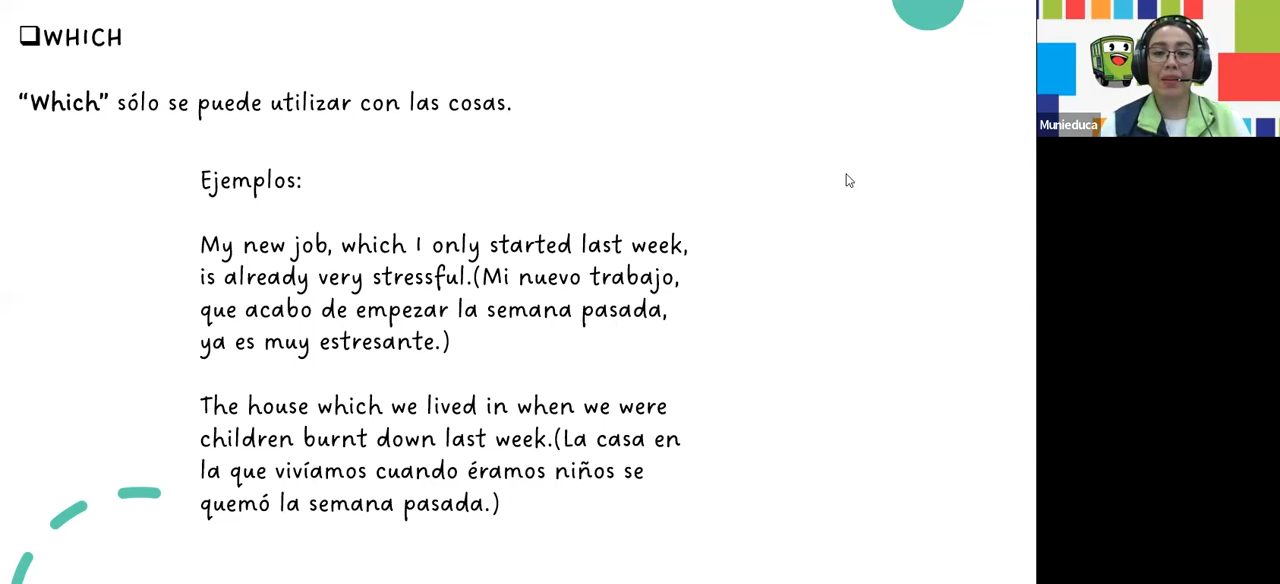 WHICH
“Which” sólo se puede utilizar con las cosas.
Ejemplos:
My new job, which I only started last week,
is already very stressful.(Mi nuevo trabajo,
que acabo de empezar la semana pasada,
ya es muy estresante.)
The house which we lived in when we were
children burnt down last week.(La casa en
la que vivíamos cuando éramos niños se
quemó la semana pasada.)
Munieduca